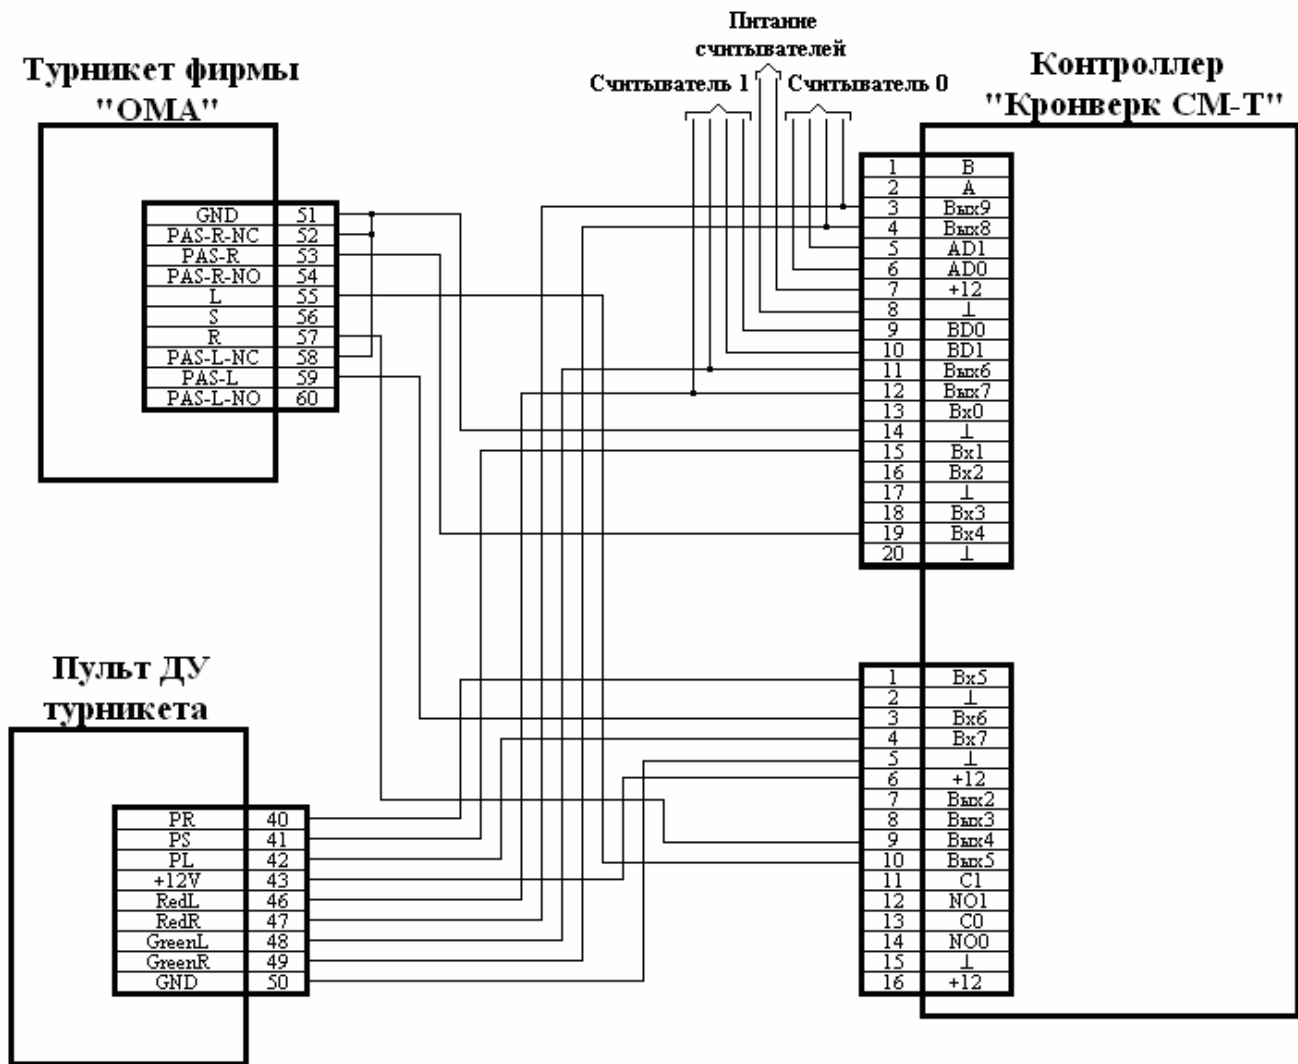 Питание
считывателей
Считыватель 1
Считыватель 0
Турникет фирмы
"ОМА"
Контроллер
"Кронверк СМ-Т"
GND 51
PAS-R-NC 52
PAS-R 53
PAS-R-NO 54
L 55
S 56
R 57
PAS-L-NC 58
PAS-L 59
PAS-L-NO 60
1 B
2 A
3 Вых9
4 Вых8
5 AD1
6 AD0
7 +12
8 ⊥
9 BD0
10 BD1
11 Вых6
12 Вых7
13 Вх0
14 ⊥
15 Вх1
16 Вх2
17 ⊥
18 Вх3
19 Вх4
20 ⊥
Пульт ДУ
турникета
PR 40
PS 41
PL 42
+12V 43
RedL 46
RedR 47
GreenL 48
GreenR 49
GND 50
1 Вх5
2 ⊥
3 Вх6
4 Вх7
5 ⊥
6 +12
7 Вых2
8 Вых3
9 Вых4
10 Вых5
11 C1
12 NO1
13 C0
14 NO0
15 ⊥
16 +12